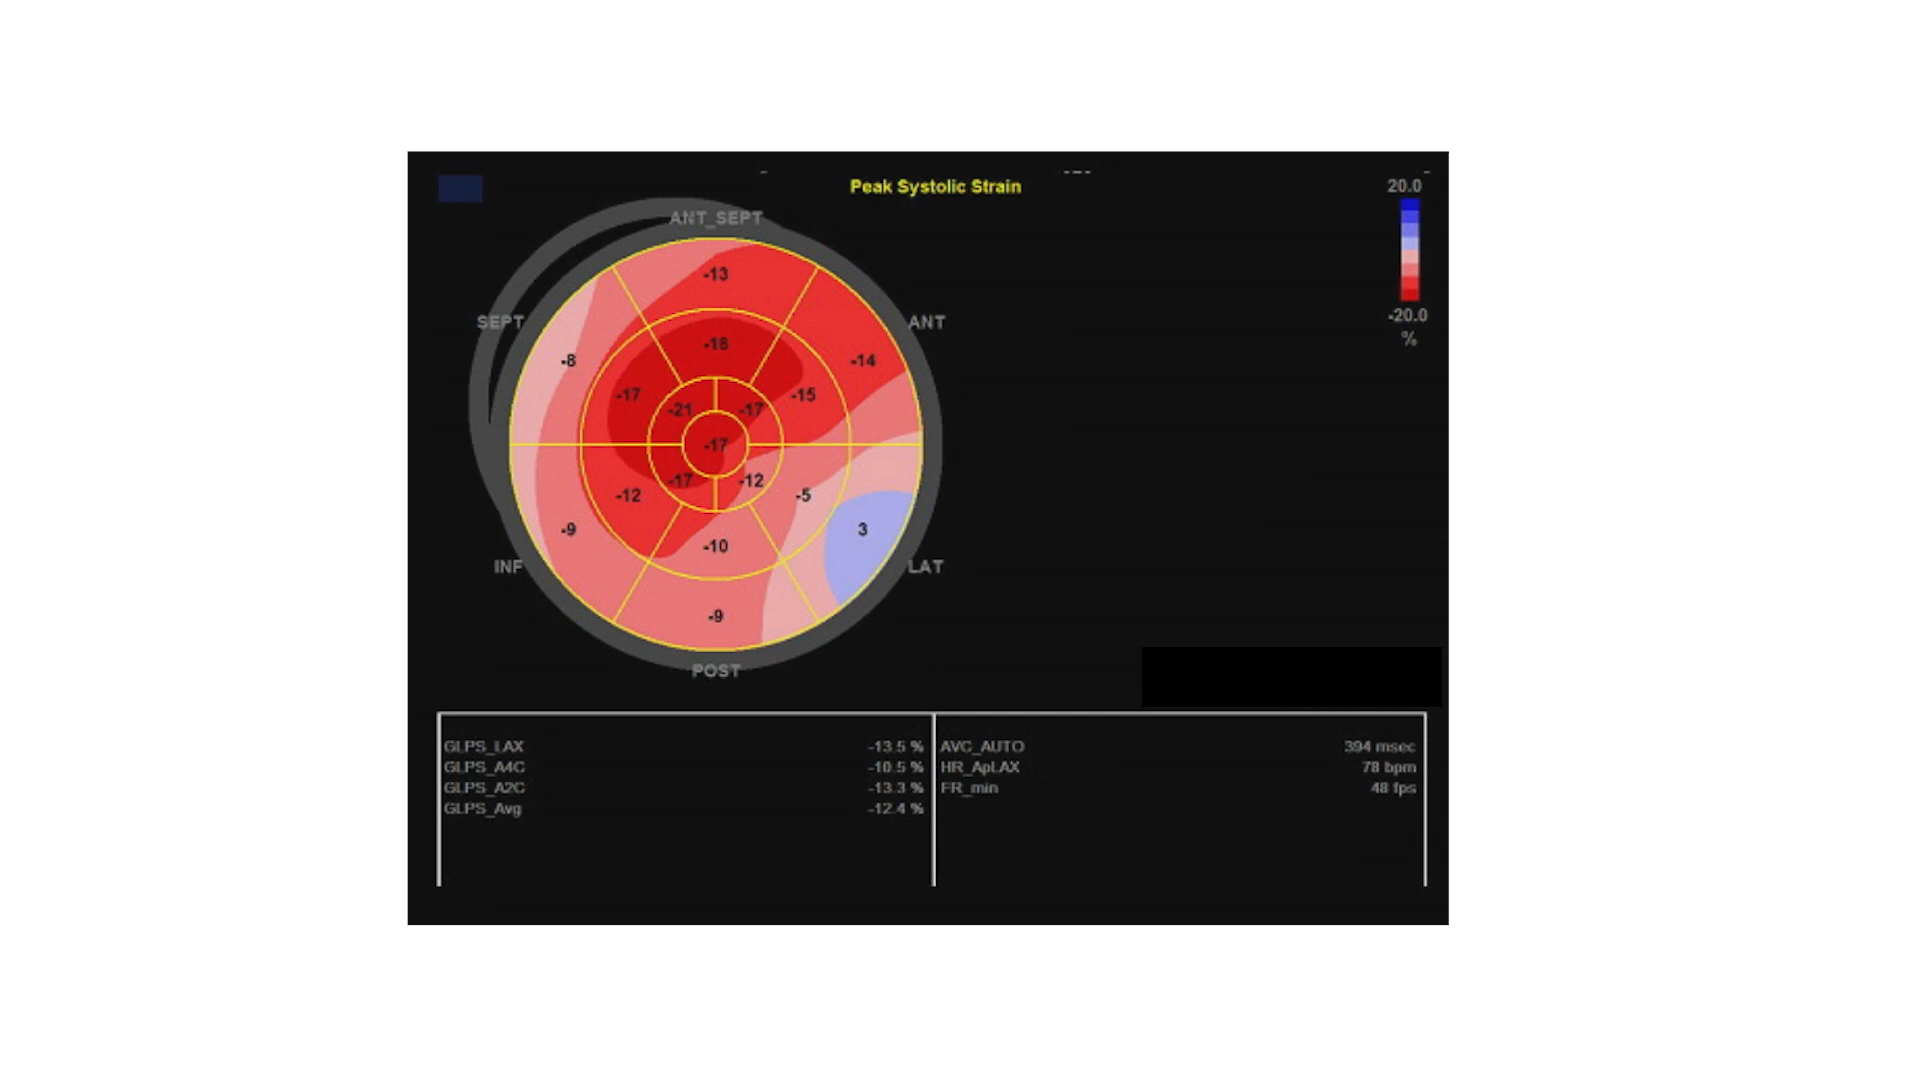 Peak Systolic Strain
20.0
-20.0
%
ANT_SEPT
SEPT
ANT
INF
LAT
POST
-13
-18
-8
-14
-17
-15
-21
-17
-17
-17
-12
-12
-5
-9
3
-10
-9
GLPS_LAX -13.5 %
GLPS_A4C -10.5 %
GLPS_A2C -13.3 %
GLPS_Avg -12.4 %
AVC_AUTO 394 msec
HR_ApLAX 78 bpm
FR_min 48 fps